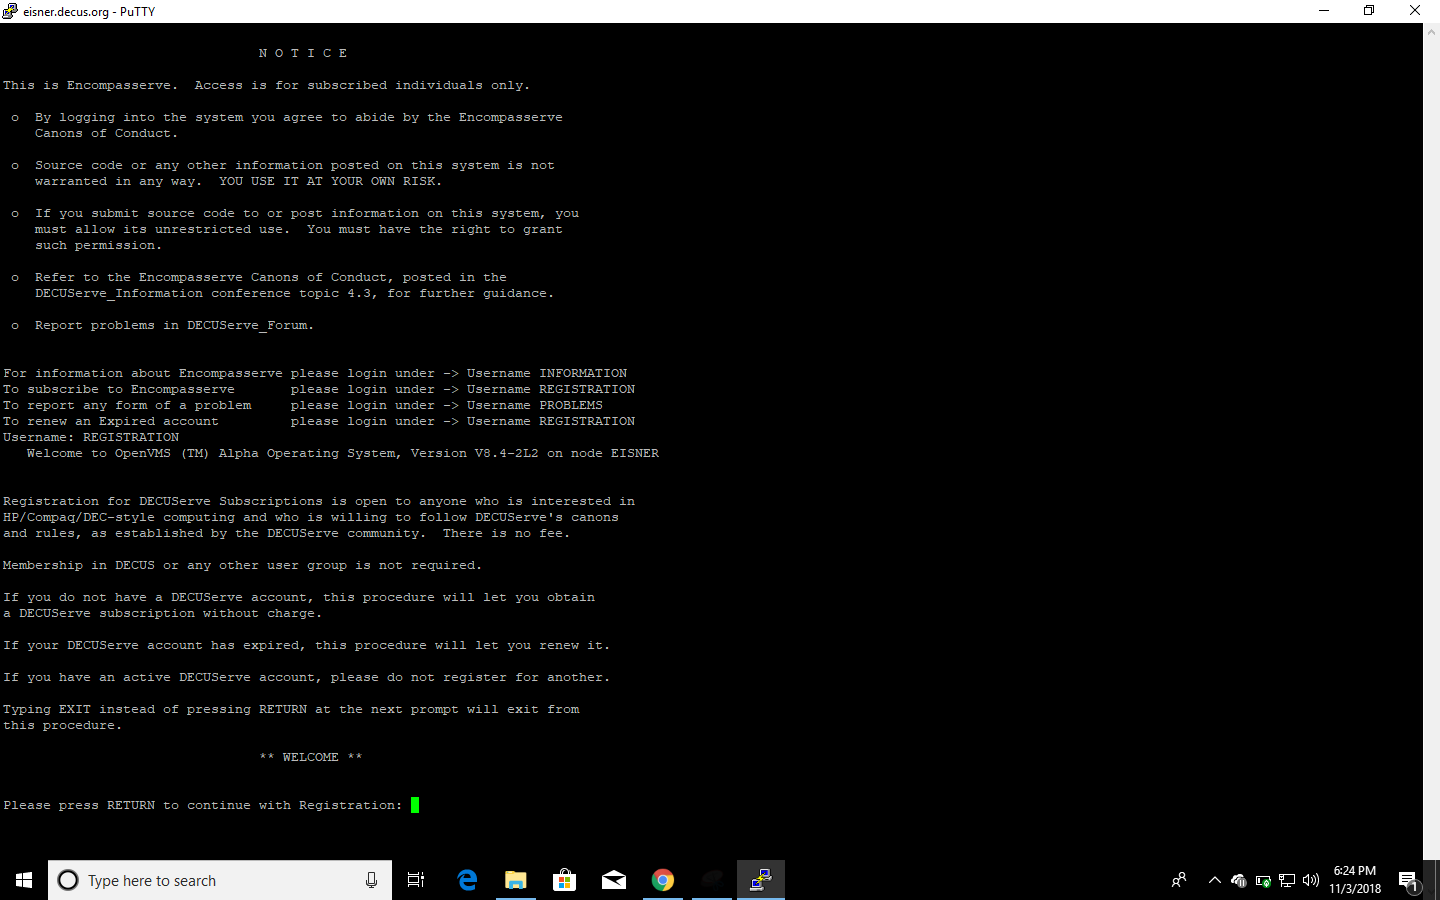 eisner.decus.org - PuTTY
N O T I C E
This is Encompasserve.  Access is for subscribed individuals only.
o  By logging into the system you agree to abide by the Encompasserve
Canons of Conduct.
o  Source code or any other information posted on this system is not
warranted in any way.  YOU USE IT AT YOUR OWN RISK.
o  If you submit source code to or post information on this system, you
must allow its unrestricted use.  You must have the right to grant
such permission.
o  Refer to the Encompasserve Canons of Conduct, posted in the
DECUServe_Information conference topic 4.3, for further guidance.
o  Report problems in DECUServe_Forum.
For information about Encompasserve please login under -> Username INFORMATION
To subscribe to Encompasserve       please login under -> Username REGISTRATION
To report any form of a problem     please login under -> Username PROBLEMS
To renew an Expired account         please login under -> Username REGISTRATION
Username: REGISTRATION
Welcome to OpenVMS (TM) Alpha Operating System, Version V8.4-2L2 on node EISNER
Registration for DECUServe Subscriptions is open to anyone who is interested in
HP/Compaq/DEC-style computing and who is willing to follow DECUServe's canons
and rules, as established by the DECUServe community.  There is no fee.
Membership in DECUS or any other user group is not required.
If you do not have a DECUServe account, this procedure will let you obtain
a DECUServe subscription without charge.
If your DECUServe account has expired, this procedure will let you renew it.
If you have an active DECUServe account, please do not register for another.
Typing EXIT instead of pressing RETURN at the next prompt will exit from
this procedure.
** WELCOME **
Please press RETURN to continue with Registration:
Type here to search
6:24 PM
11/3/2018
1